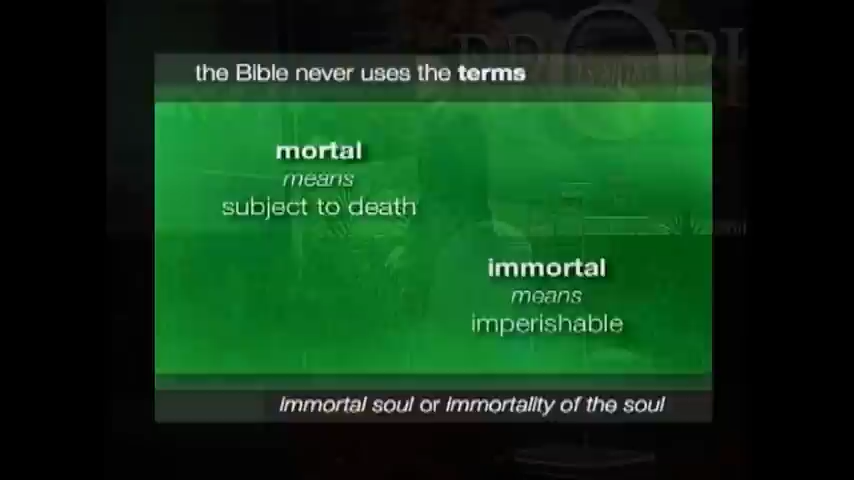 the Bible never uses the terms
mortal
means
subject to death
immortal
means
imperishable
Immortal soul or Immortality of the soul